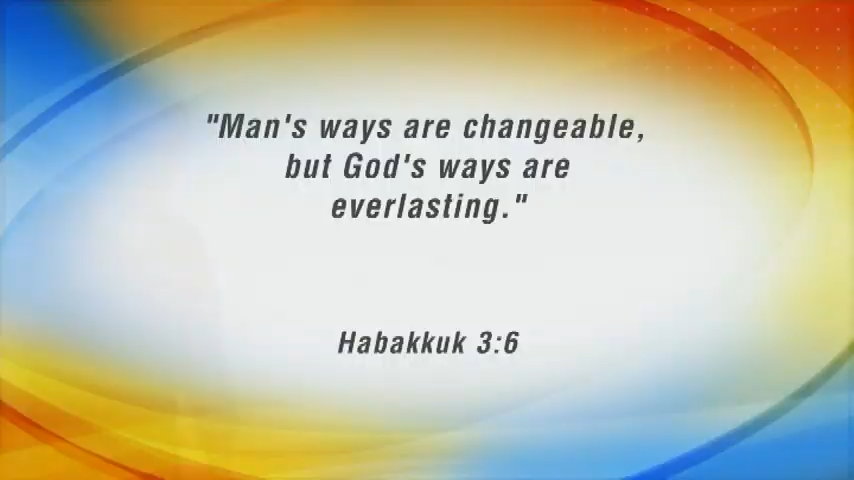 "Man's ways are changeable,
but God's ways are
everlasting."
Habakkuk 3:6